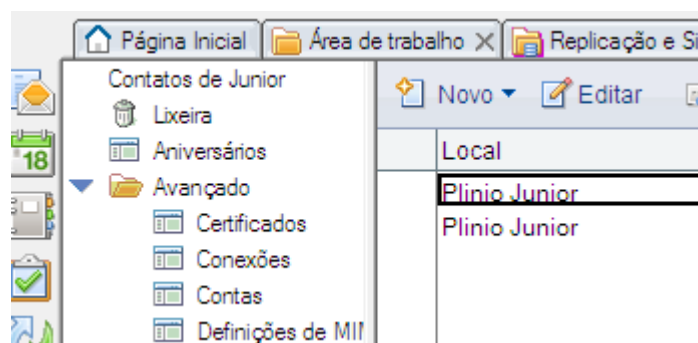 Página Inicial Área de trabalho Replicação e Si
Contatos de Junior
Novo Editar
Lixeira
18
Aniversários
Local
Avançado
Plinio Junior
Certificados
Plinio Junior
Conexões
Contas
Definições de MIM